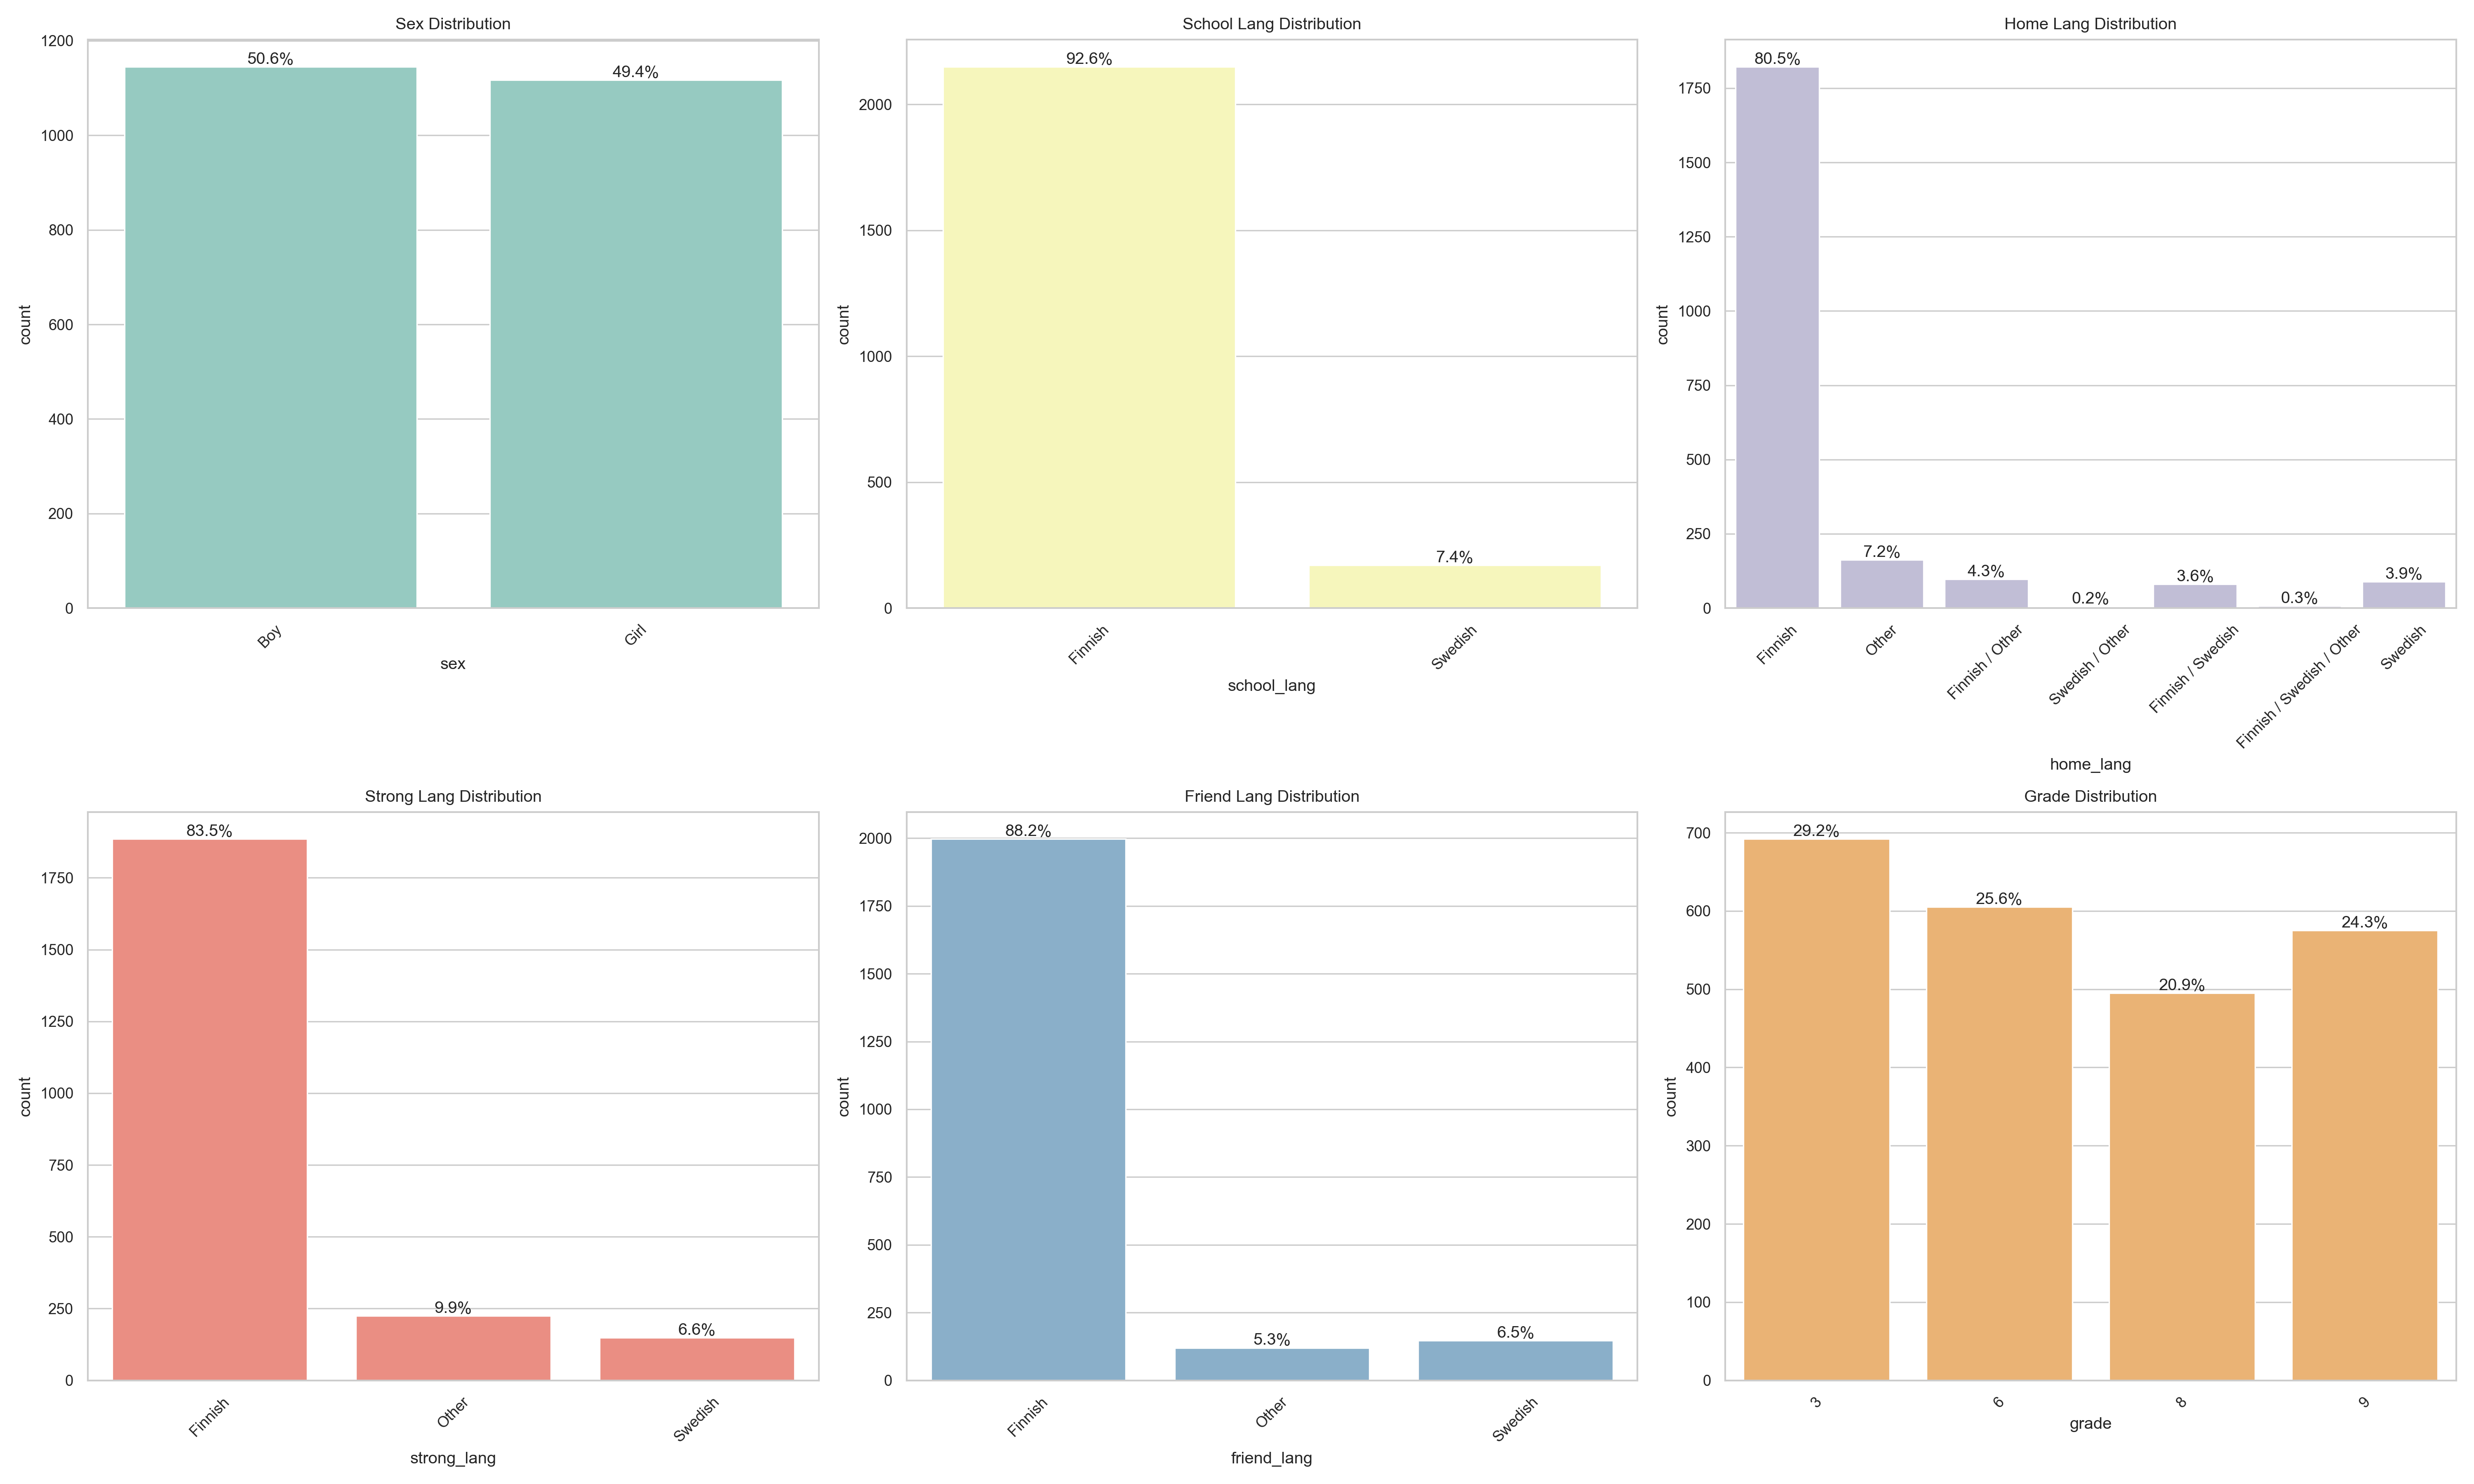 Sex Distribution
1200
1000
800
600
400
200
0
count
50.6%
49.4%
Boy
Girl
sex
School Lang Distribution
2000
1500
1000
500
0
count
92.6%
7.4%
Finnish
Swedish
school_lang
Home Lang Distribution
1750
1500
1250
1000
750
500
250
0
count
80.5%
7.2%
4.3%
0.2%
3.6%
0.3%
3.9%
Finnish
Other
Finnish / Other
Swedish / Other
Finnish / Swedish
Finnish / Swedish / Other
Swedish
home_lang
Strong Lang Distribution
1750
1500
1250
1000
750
500
250
0
count
83.5%
9.9%
6.6%
Finnish
Other
Swedish
strong_lang
Friend Lang Distribution
2000
1750
1500
1250
1000
750
500
250
0
count
88.2%
5.3%
6.5%
Finnish
Other
Swedish
friend_lang
Grade Distribution
700
600
500
400
300
200
100
0
count
29.2%
25.6%
20.9%
24.3%
3
6
8
9
grade